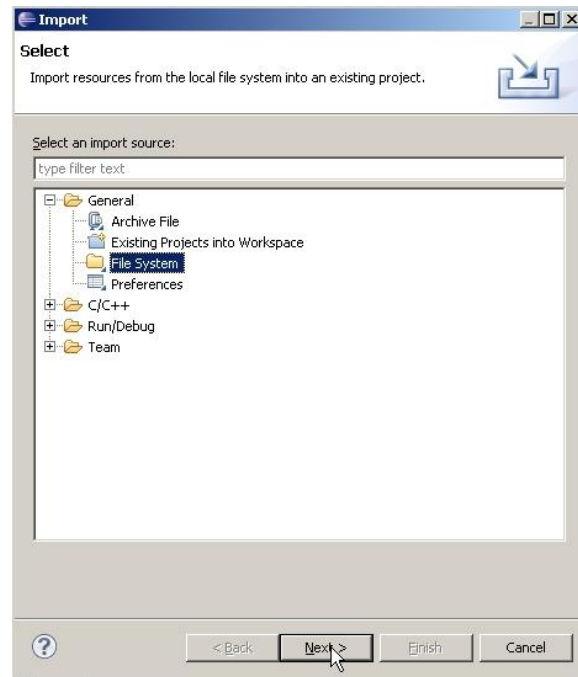 Import
Select
Import resources from the local file system into an existing project.
Select an import source:
type filter text
General
Archive File
Existing Projects into Workspace
File System
Preferences
C/C++
Run/Debug
Team
< Back
Next >
Finish
Cancel